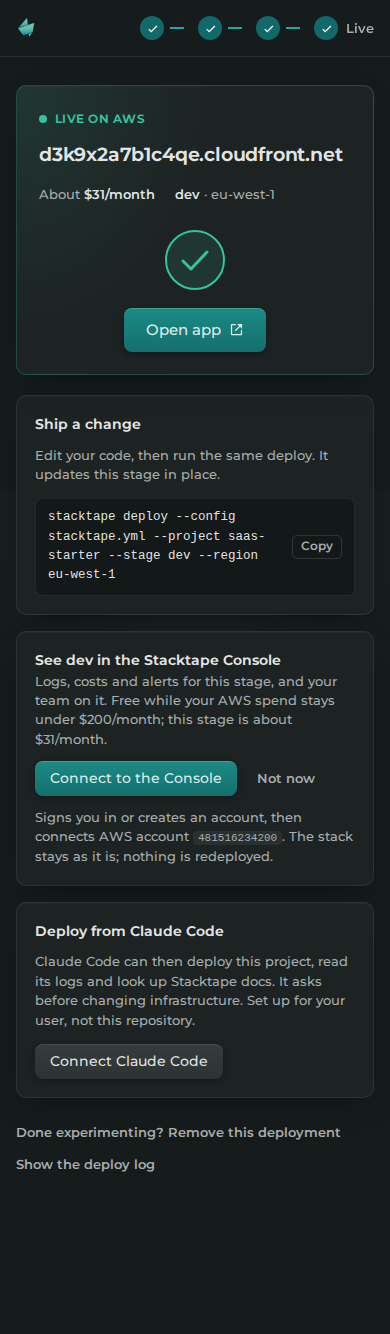 Live
LIVE ON AWS
d3k9x2a7b1c4qe.cloudfront.net
About $31/month dev · eu-west-1
Open app
Ship a change
Edit your code, then run the same deploy. It
updates this stage in place.
stacktape deploy --config
stacktape.yml --project saas-
starter --stage dev --region
eu-west-1
Copy
See dev in the Stacktape Console
Logs, costs and alerts for this stage, and your
team on it. Free while your AWS spend stays
under $200/month; this stage is about
$31/month.
Connect to the Console Not now
Signs you in or creates an account, then
connects AWS account 481516234200. The stack
stays as it is; nothing is redeployed.
Deploy from Claude Code
Claude Code can then deploy this project, read
its logs and look up Stacktape docs. It asks
before changing infrastructure. Set up for your
user, not this repository.
Connect Claude Code
Done experimenting? Remove this deployment
Show the deploy log